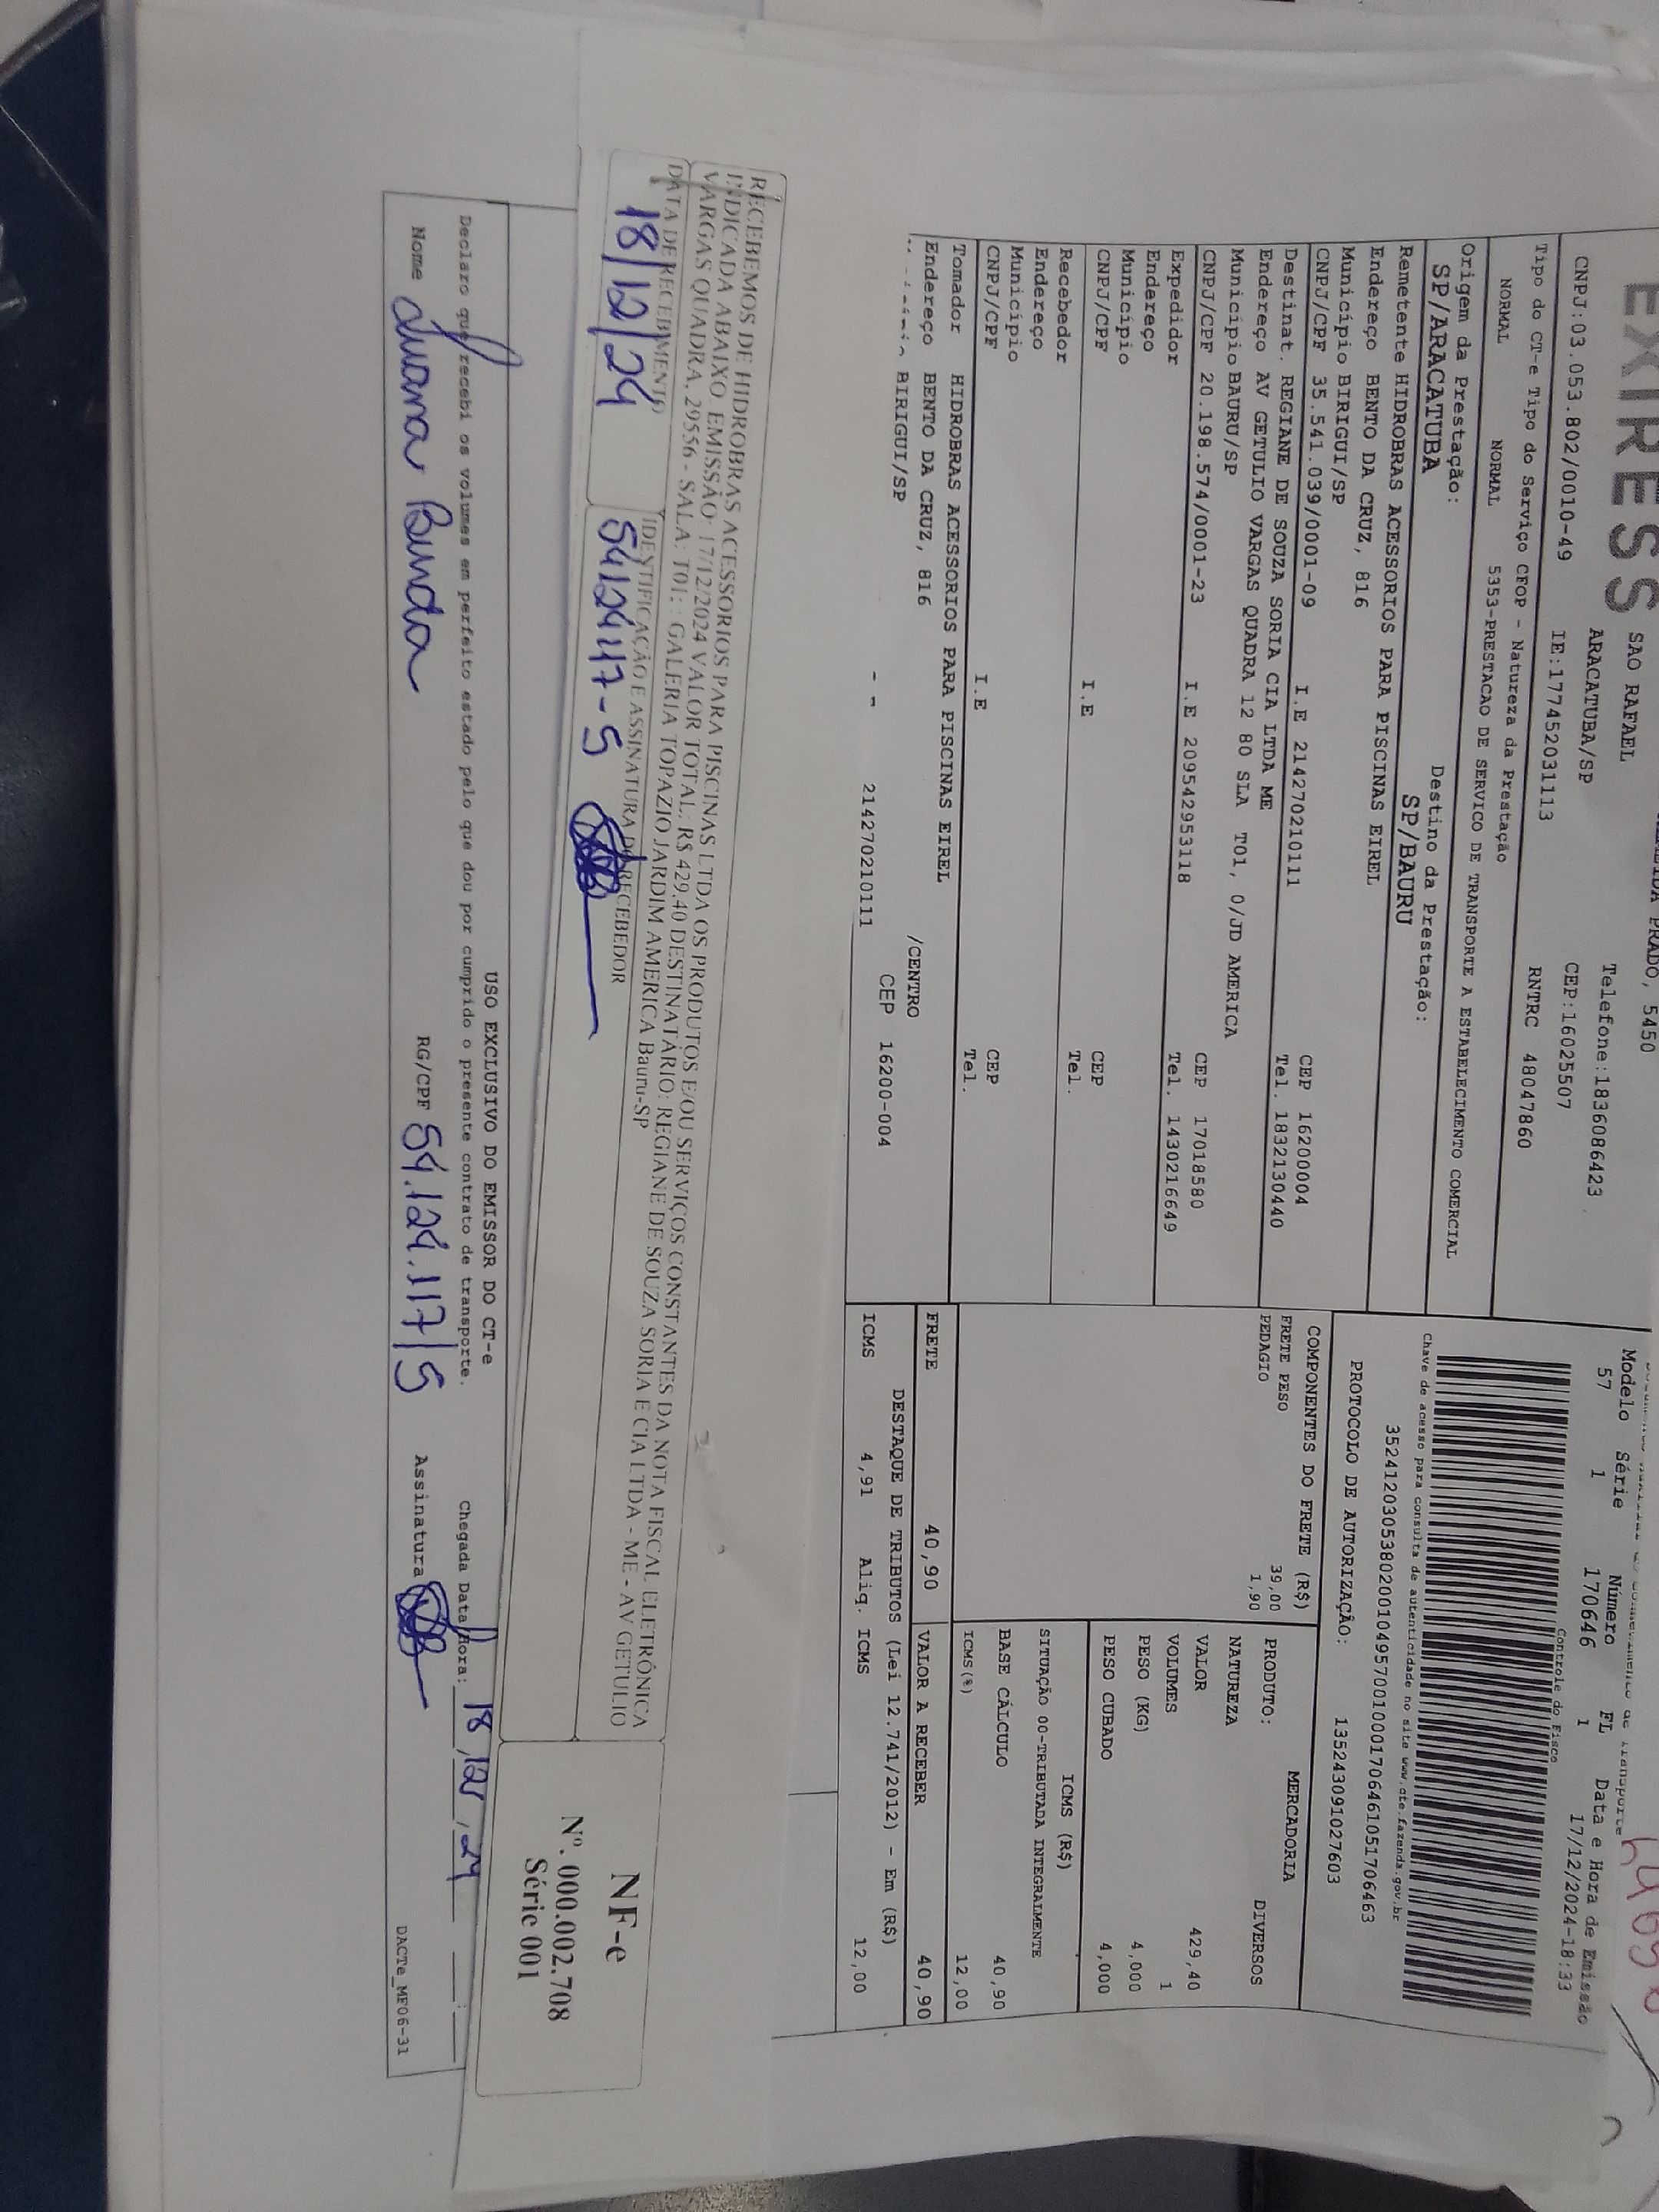 EXPRESS
PRADO, 5450
SAO RAFAEL
Telefone:1836086423
ARACATUBA/SP
CEP:16025507
CNPJ:03.053.802/0010-49 IE:177452031113
RNTRC 48047860
Tipo do CT-e Tipo do Serviço CFOP - Natureza da Prestação
NORMAL NORMAL 5353-PRESTACAO DE SERVICO DE TRANSPORTE A ESTABELECIMENTO COMERCIAL
Origem da Prestação: Destino da Prestação:
SP/ARACATUBA SP/BAURU
Remetente HIDROBRAS ACESSORIOS PARA PISCINAS EIREL
Endereço BENTO DA CRUZ, 816
Município BIRIGUI/SP CEP 16200004
CNPJ/CPF 35.541.039/0001-09 I.E 214270210111 Tel. 1832130440
Destinat. REGIANE DE SOUZA SORIA CIA LTDA ME
Endereço AV GETULIO VARGAS QUADRA 12 80 SLA T01, 0/JD AMERICA
Município BAURU/SP CEP 17018580
CNPJ/CPF 20.198.574/0001-23 I.E 209542953118 Tel. 1430216649
Expedidor
Endereço
Município CEP
CNPJ/CPF I.E Tel.
Recebedor
Endereço
Município CEP
CNPJ/CPF I.E Tel.
Tomador HIDROBRAS ACESSORIOS PARA PISCINAS EIREL
Endereço BENTO DA CRUZ, 816 /CENTRO
BIRIGUI/SP CEP 16200-004
- - 214270210111
Modelo Série Número FL Data e Hora de Emissão
57 1 170646 1 17/12/2024-18:33
Controle do Fisco
Chave de acesso para consulta de autenticidade no site www.cte.fazenda.gov.br
35241203053802001049570010001706461051706463
PROTOCOLO DE AUTORIZAÇÃO: 135243091027603
COMPONENTES DO FRETE (R$)
FRETE PESO 39,00
PEDAGIO 1,90
MERCADORIA
PRODUTO: DIVERSOS
NATUREZA
VALOR 429,40
VOLUMES 1
PESO (KG) 4,000
PESO CUBADO 4,000
ICMS (R$)
SITUAÇÃO 00-TRIBUTADA INTEGRALMENTE
BASE CÁLCULO 40,90
ICMS(%) 12,00
FRETE 40,90 VALOR A RECEBER 40,90
DESTAQUE DE TRIBUTOS (Lei 12.741/2012) - Em (R$)
ICMS 4,91 Aliq. ICMS 12,00
RECEBEMOS DE HIDROBRAS ACESSORIOS PARA PISCINAS LTDA OS PRODUTOS E/OU SERVIÇOS CONSTANTES DA NOTA FISCAL ELETRÔNICA
INDICADA ABAIXO. EMISSÃO: 17/12/2024 VALOR TOTAL: R$ 429,40 DESTINATÁRIO: REGIANE DE SOUZA SORIA E CIA LTDA - ME - AV GETULIO
VARGAS QUADRA, 29556 - SALA: T01: : GALERIA TOPAZIO JARDIM AMERICA Bauru-SP
DATA DE RECEBIMENTO IDENTIFICAÇÃO E ASSINATURA DO RECEBEDOR
18/12/24 54124117-5
NF-e
Nº. 000.002.708
Série 001
USO EXCLUSIVO DO EMISSOR DO CT-e
Declaro que recebi os volumes em perfeito estado pelo que dou por cumprido o presente contrato de transporte. Chegada Data/Hora: 18/12/24 __:__
Nome Luana Bunda RG/CPF 54.124.117/5 Assinatura
DACTe_MF06-31